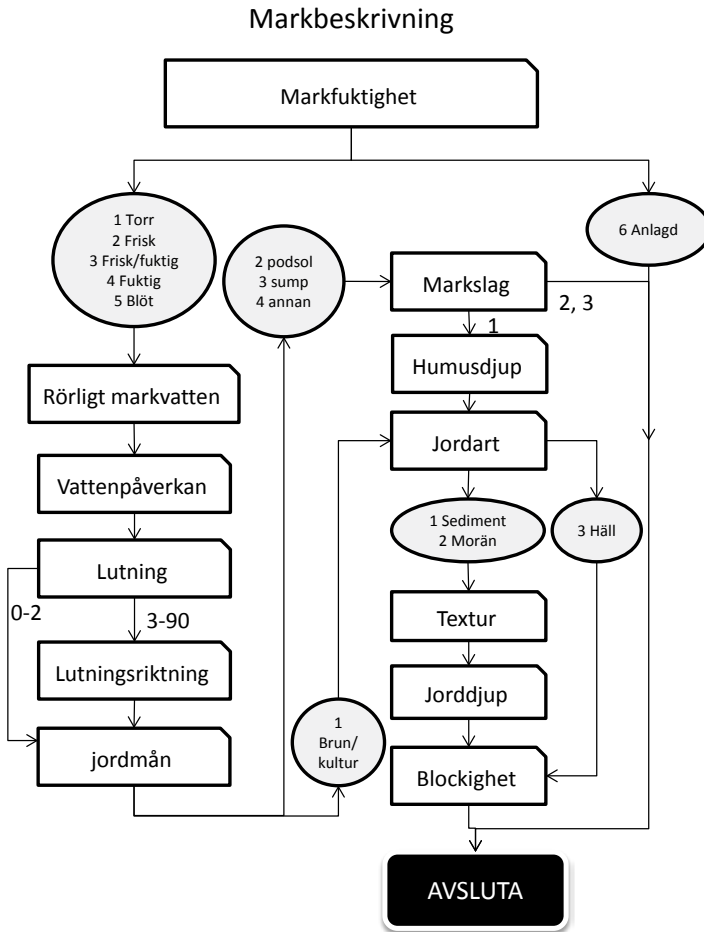 Markbeskrivning
Markfuktighet
1 Torr
2 Frisk
3 Frisk/fuktig
4 Fuktig
5 Blöt
6 Anlagd
2 podsol
3 sump
4 annan
Markslag
2, 3
1
Humusdjup
Rörligt markvatten
Jordart
Vattenpåverkan
1 Sediment
2 Morän
3 Häll
Lutning
0-2
3-90
Textur
Lutningsriktning
Jorddjup
1
Brun/
kultur
jordmån
Blockighet
AVSLUTA